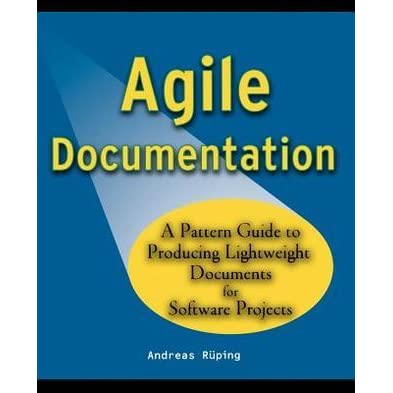 Agile
Documentation
A Pattern Guide to
Producing Lightweight
Documents
for
Software Projects
Andreas Rüping